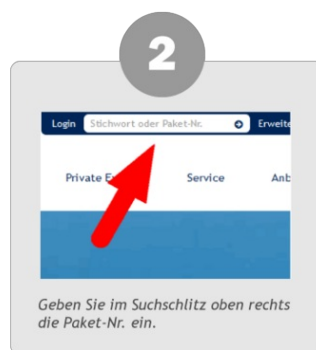 2
Login Stichwort oder Paket-Nr. Erweite
Private E Service Anb
Geben Sie im Suchschlitz oben rechts
die Paket-Nr. ein.